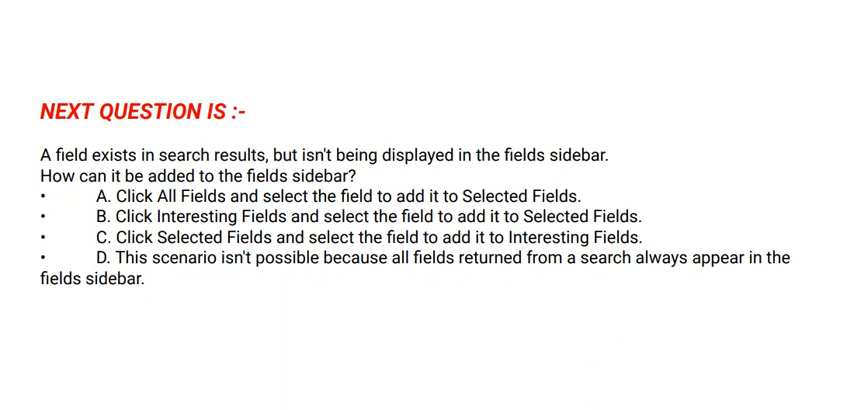 NEXT QUESTION IS :-
A field exists in search results, but isn't being displayed in the fields sidebar.
How can it be added to the fields sidebar?
• A. Click All Fields and select the field to add it to Selected Fields.
• B. Click Interesting Fields and select the field to add it to Selected Fields.
• C. Click Selected Fields and select the field to add it to Interesting Fields.
• D. This scenario isn't possible because all fields returned from a search always appear in the
fields sidebar.